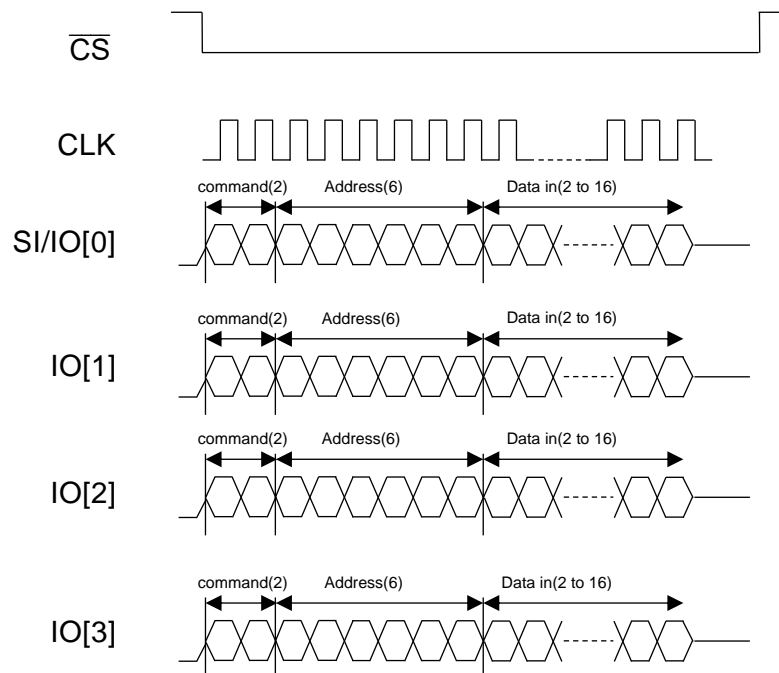 CS
CLK
command(2) Address(6) Data in(2 to 16)
SI/IO[0]
command(2) Address(6) Data in(2 to 16)
IO[1]
command(2) Address(6) Data in(2 to 16)
IO[2]
command(2) Address(6) Data in(2 to 16)
IO[3]